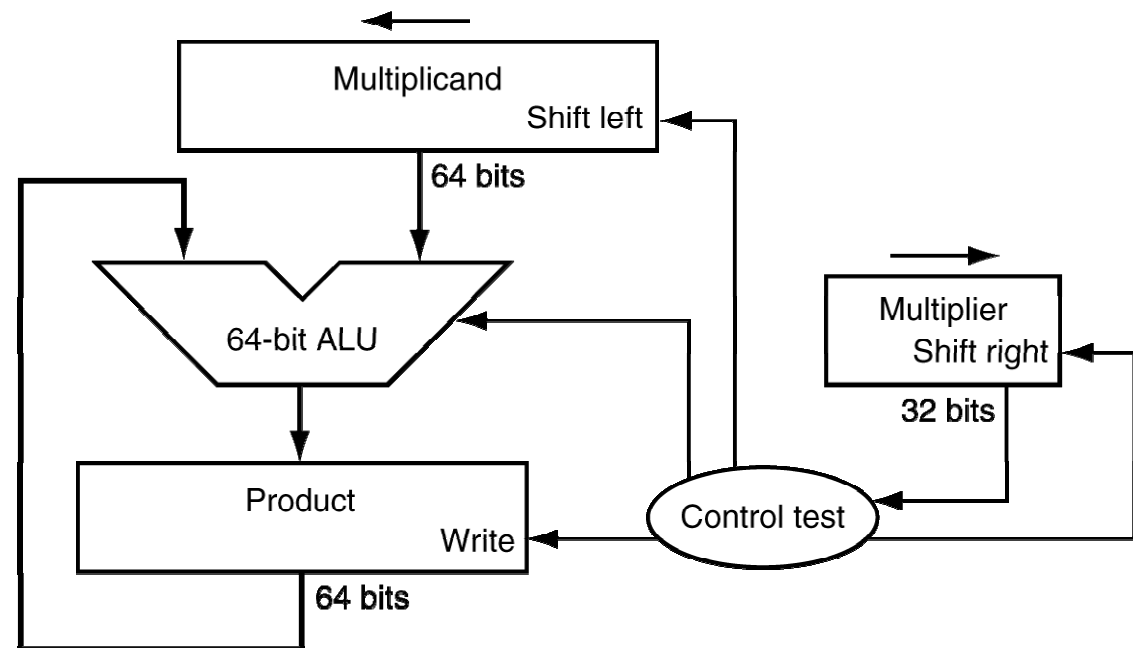 Multiplicand
Shift left
64 bits
64-bit ALU
Multiplier
Shift right
32 bits
Product
Write
Control test
64 bits